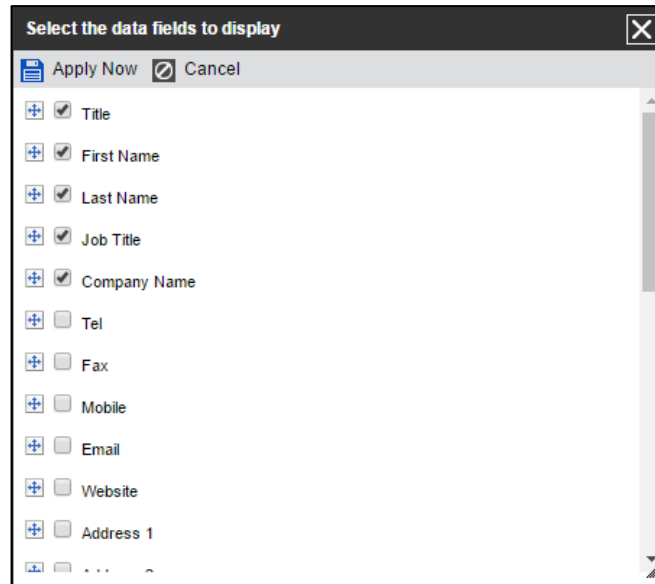 Select the data fields to display
Apply Now Cancel
Title
First Name
Last Name
Job Title
Company Name
Tel
Fax
Mobile
Email
Website
Address 1